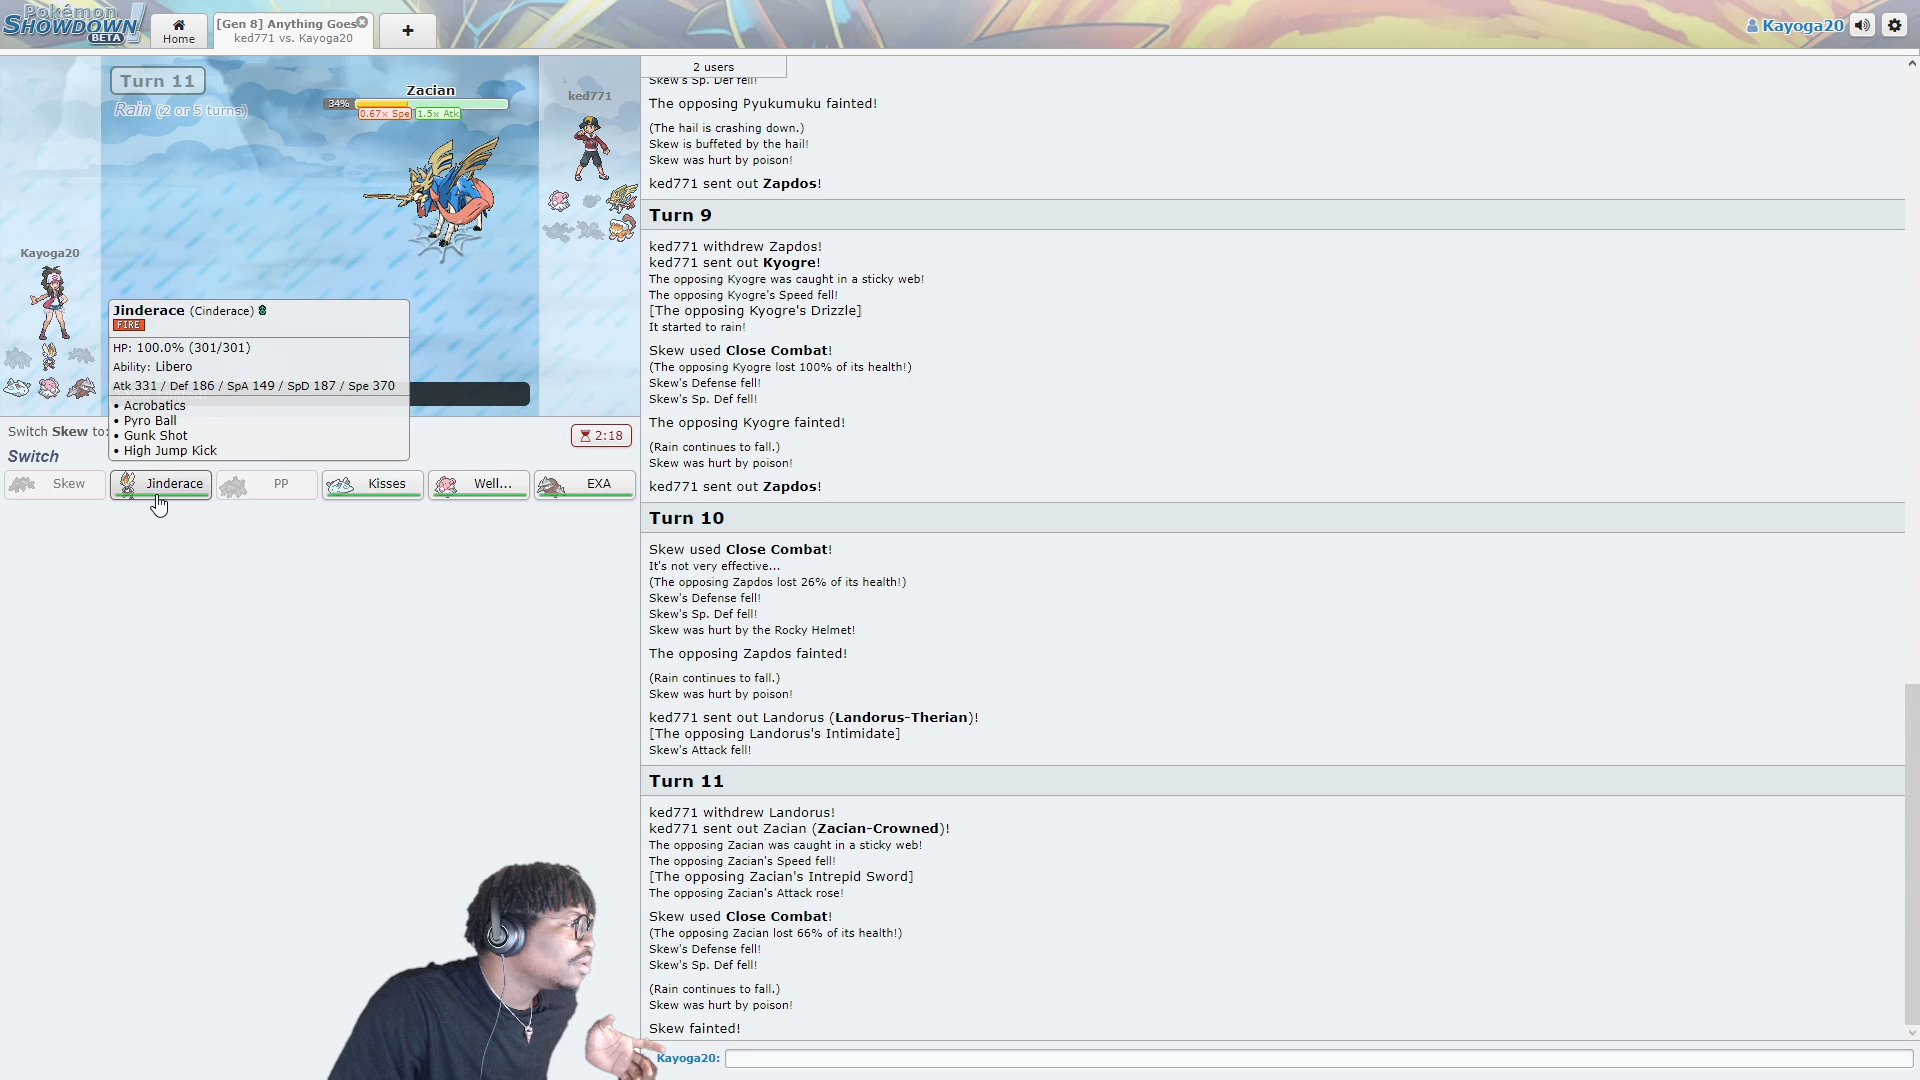 Pokémon
SHOWDOWN!
BETA
Home
[Gen 8] Anything Goes
ked771 vs. Kayoga20
+
Kayoga20
Turn 11
Rain (2 or 5 turns)
Zacian
34%
0.67× Spe 1.5× Atk
ked771
Kayoga20
Jinderace (Cinderace)
FIRE
HP: 100.0% (301/301)
Ability: Libero
Atk 331 / Def 186 / SpA 149 / SpD 187 / Spe 370
• Acrobatics
• Pyro Ball
• Gunk Shot
• High Jump Kick
Switch Skew to:
2:18
Switch
Skew
Jinderace
PP
Kisses
Well...
EXA
2 users
Skew's Sp. Def fell!
The opposing Pyukumuku fainted!
(The hail is crashing down.)
Skew is buffeted by the hail!
Skew was hurt by poison!
ked771 sent out Zapdos!
Turn 9
ked771 withdrew Zapdos!
ked771 sent out Kyogre!
The opposing Kyogre was caught in a sticky web!
The opposing Kyogre's Speed fell!
[The opposing Kyogre's Drizzle]
It started to rain!
Skew used Close Combat!
(The opposing Kyogre lost 100% of its health!)
Skew's Defense fell!
Skew's Sp. Def fell!
The opposing Kyogre fainted!
(Rain continues to fall.)
Skew was hurt by poison!
ked771 sent out Zapdos!
Turn 10
Skew used Close Combat!
It's not very effective...
(The opposing Zapdos lost 26% of its health!)
Skew's Defense fell!
Skew's Sp. Def fell!
Skew was hurt by the Rocky Helmet!
The opposing Zapdos fainted!
(Rain continues to fall.)
Skew was hurt by poison!
ked771 sent out Landorus (Landorus-Therian)!
[The opposing Landorus's Intimidate]
Skew's Attack fell!
Turn 11
ked771 withdrew Landorus!
ked771 sent out Zacian (Zacian-Crowned)!
The opposing Zacian was caught in a sticky web!
The opposing Zacian's Speed fell!
[The opposing Zacian's Intrepid Sword]
The opposing Zacian's Attack rose!
Skew used Close Combat!
(The opposing Zacian lost 66% of its health!)
Skew's Defense fell!
Skew's Sp. Def fell!
(Rain continues to fall.)
Skew was hurt by poison!
Skew fainted!
Kayoga20: